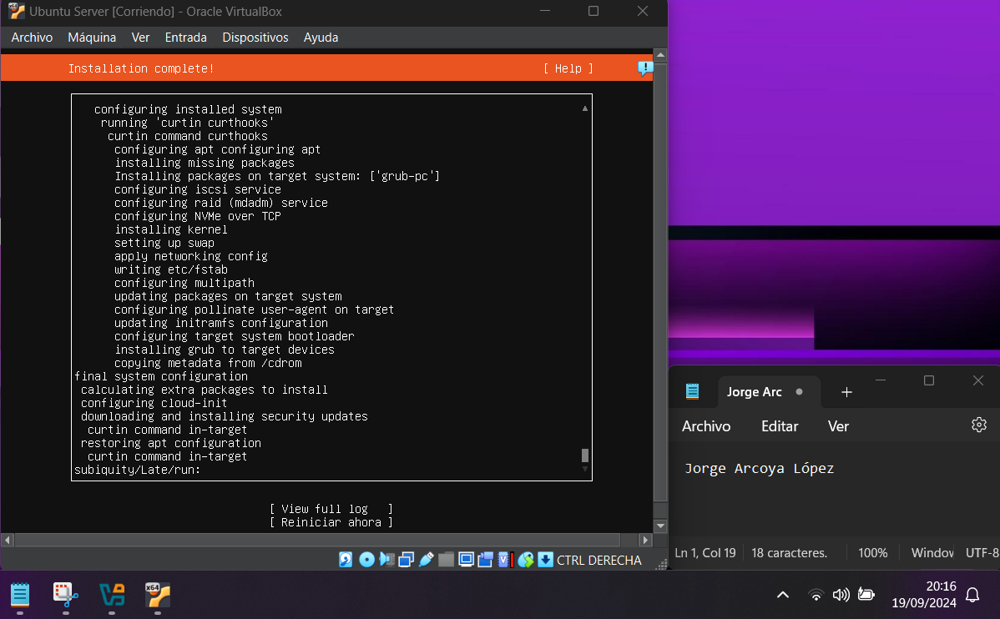 Ubuntu Server [Corriendo] - Oracle VirtualBox
Archivo Máquina Ver Entrada Dispositivos Ayuda
Installation complete! [ Help ]
configuring installed system
running 'curtin curthooks'
curtin command curthooks
configuring apt configuring apt
installing missing packages
Installing packages on target system: ['grub-pc']
configuring iscsi service
configuring raid (mdadm) service
configuring NVMe over TCP
installing kernel
setting up swap
apply networking config
writing etc/fstab
configuring multipath
updating packages on target system
configuring pollinate user-agent on target
updating initramfs configuration
configuring target system bootloader
installing grub to target devices
copying metadata from /cdrom
final system configuration
calculating extra packages to install
configuring cloud-init
downloading and installing security updates
curtin command in-target
restoring apt configuration
curtin command in-target
subiquity/Late/run:
[ View full log ]
[ Reiniciar ahora ]
CTRL DERECHA
Jorge Arc
Archivo Editar Ver
Jorge Arcoya López
Ln 1, Col 19 18 caracteres. 100% Window UTF-8
x64
20:16
19/09/2024